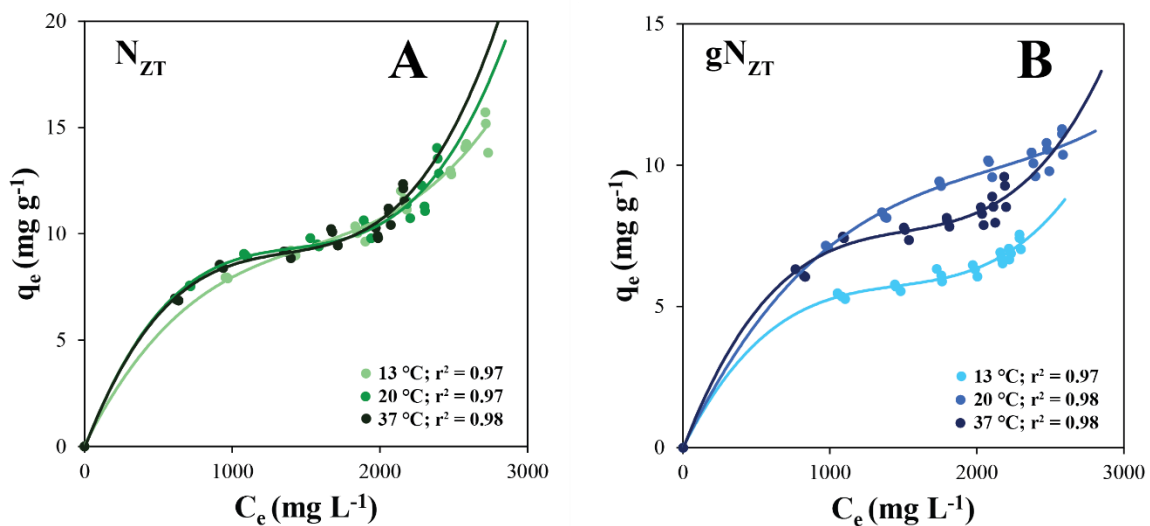 N_ZT
A
20
15
10
5
0
q_e (mg g⁻¹)
13 °C; r² = 0.97
20 °C; r² = 0.97
37 °C; r² = 0.98
0 1000 2000 3000
C_e (mg L⁻¹)
gN_ZT
B
15
10
5
0
q_e (mg g⁻¹)
13 °C; r² = 0.97
20 °C; r² = 0.98
37 °C; r² = 0.98
0 1000 2000 3000
C_e (mg L⁻¹)